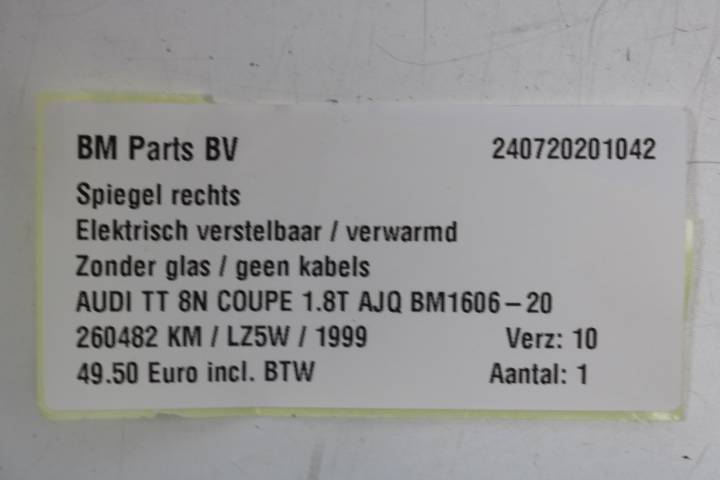 BM Parts BV 240720201042
Spiegel rechts
Elektrisch verstelbaar / verwarmd
Zonder glas / geen kabels
AUDI TT 8N COUPE 1.8T AJQ BM1606-20
260482 KM / LZ5W / 1999 Verz: 10
49.50 Euro incl. BTW Aantal: 1